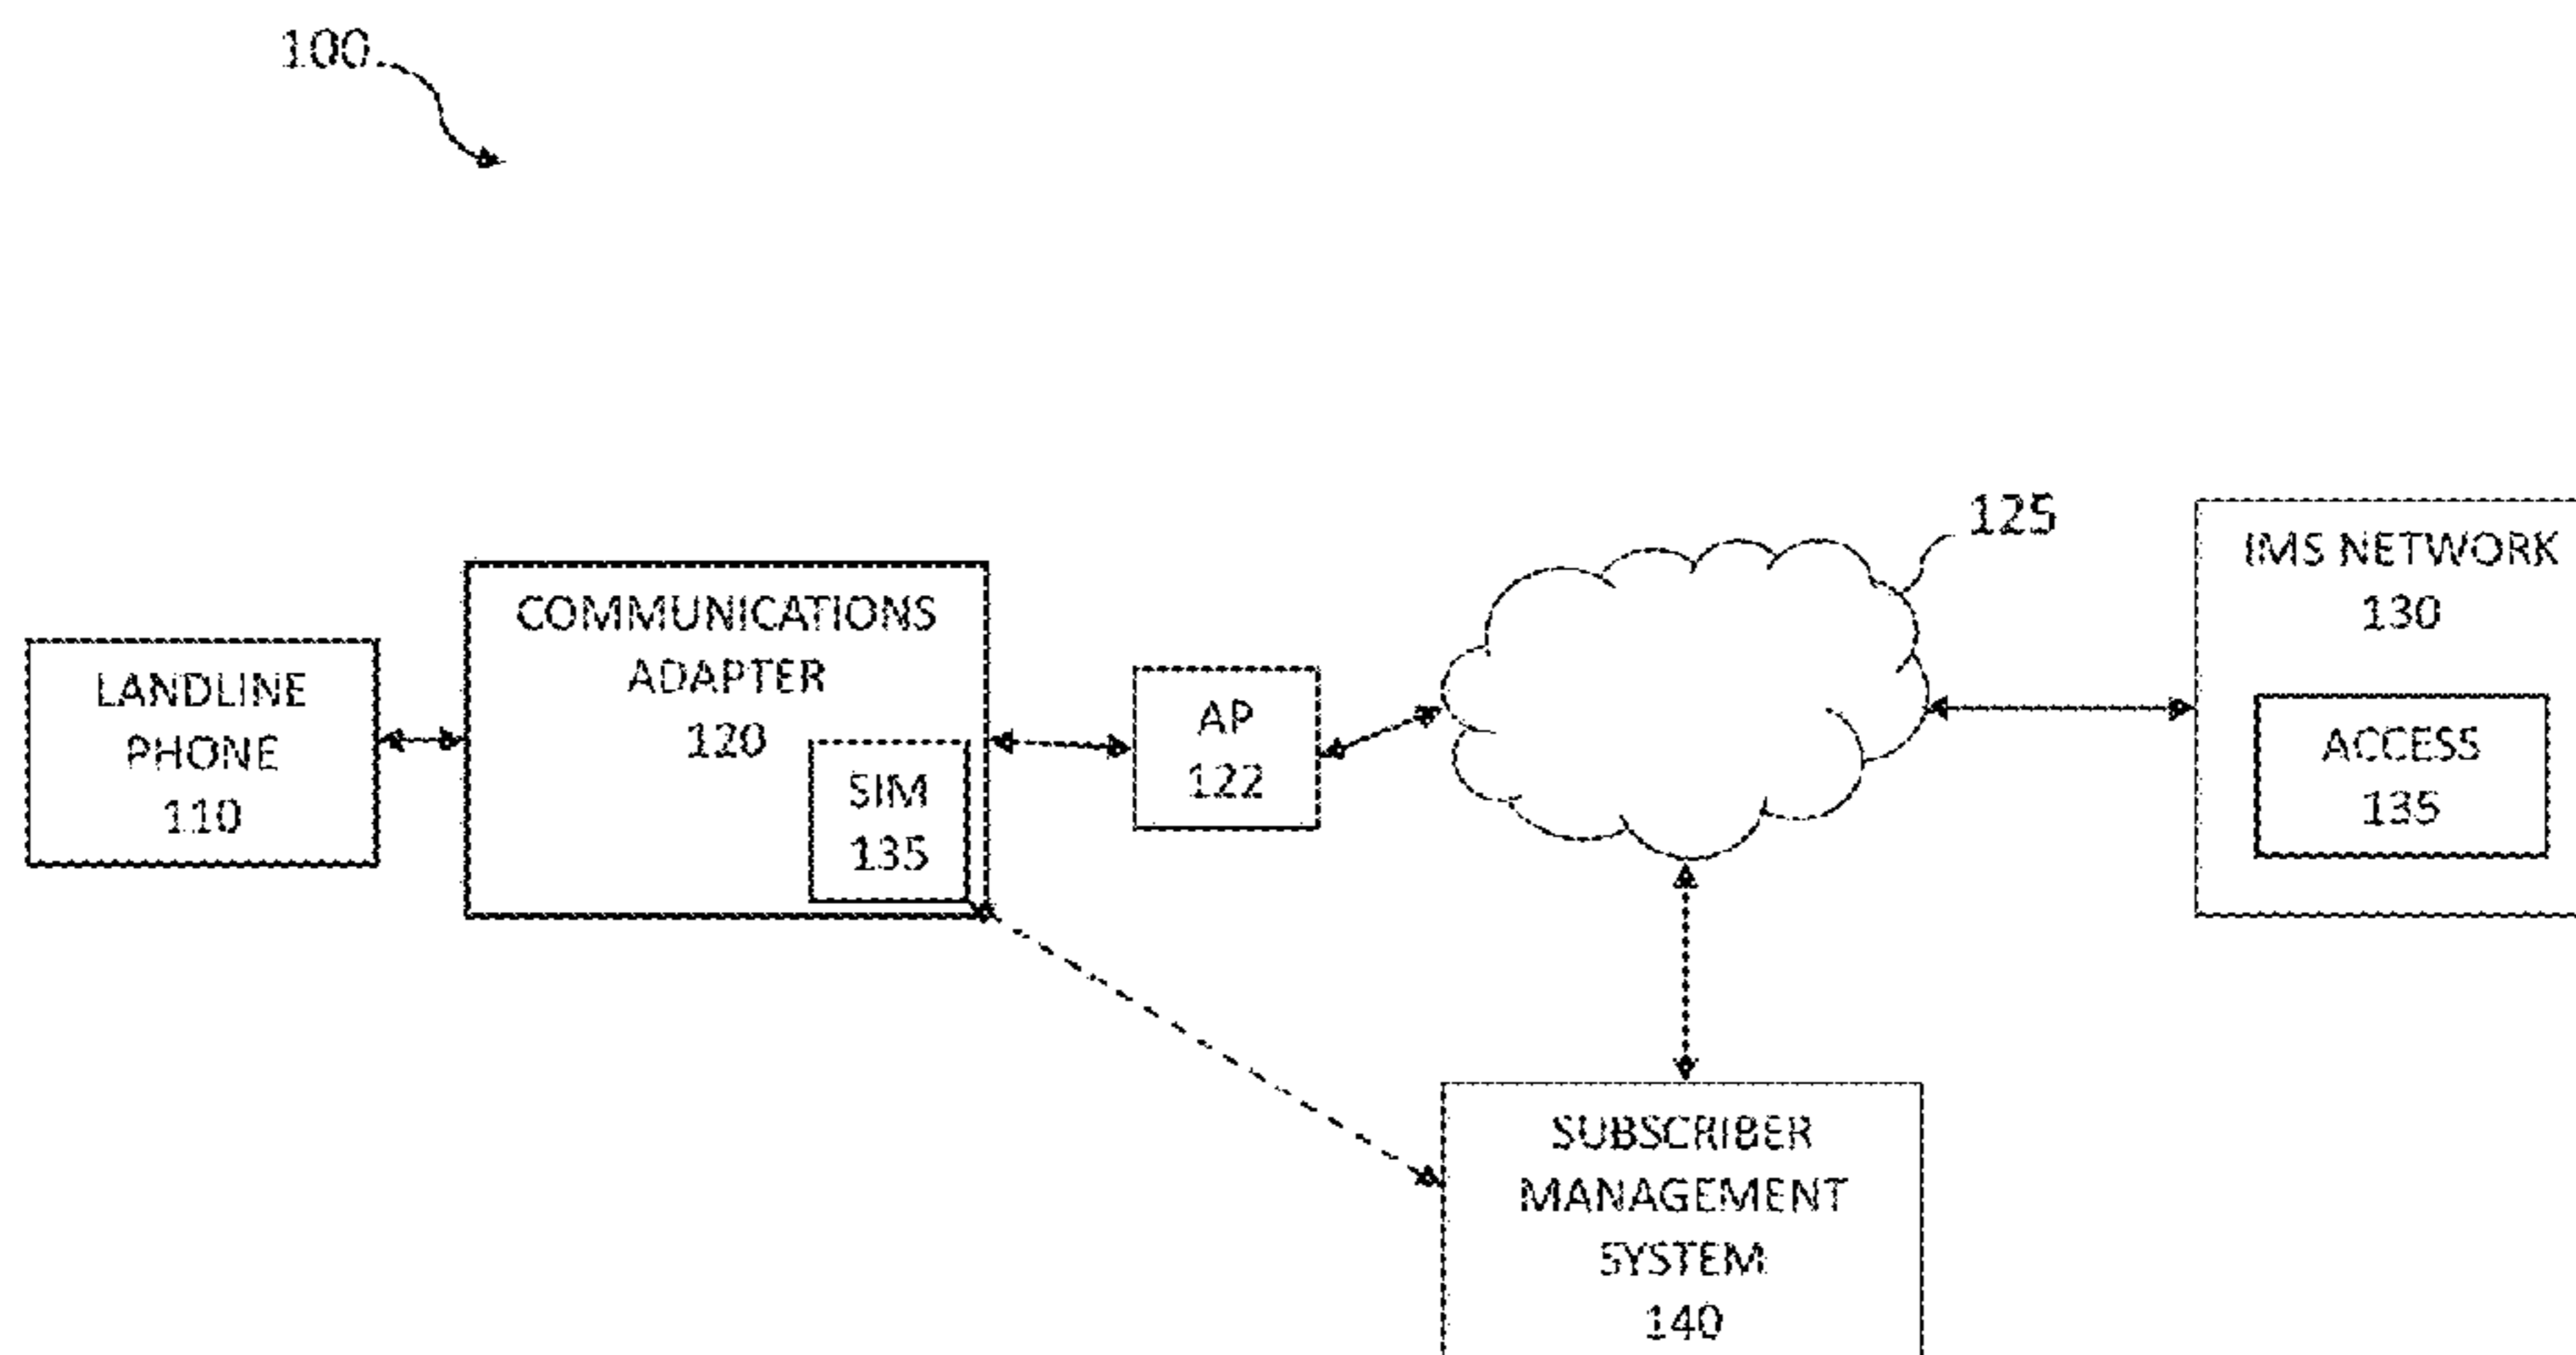 100
125
IMS NETWORK
130
ACCESS
135
COMMUNICATIONS
ADAPTER
120
SIM
135
LANDLINE
PHONE
110
AP
122
SUBSCRIBER
MANAGEMENT
SYSTEM
140